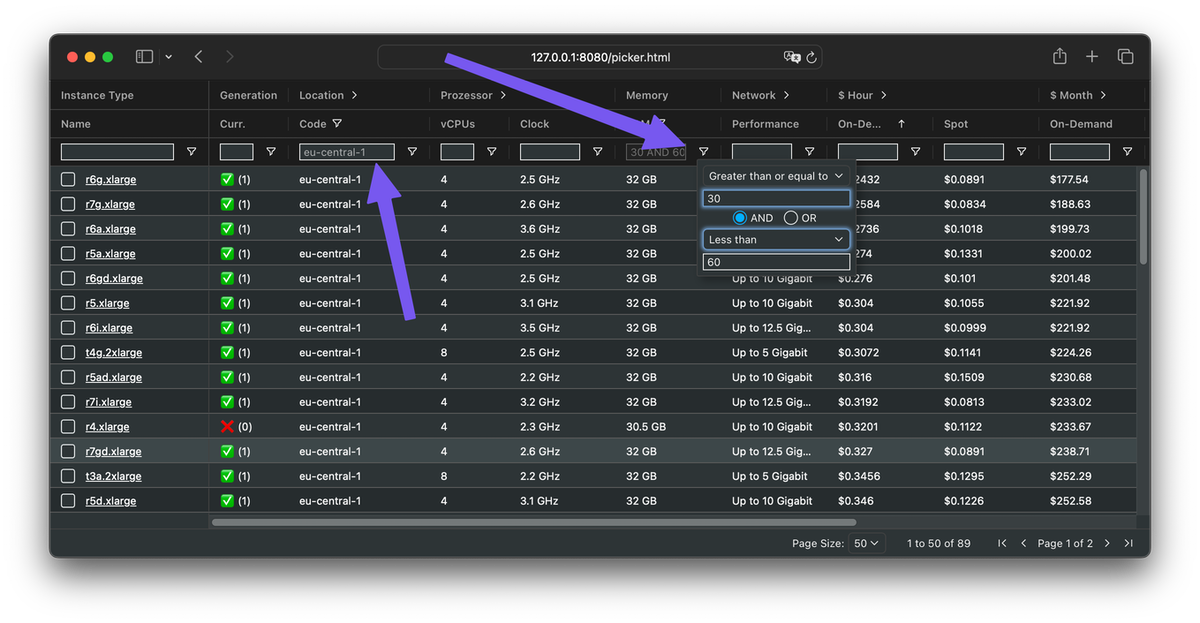 127.0.0.1:8080/picker.html
Instance Type Generation Location > Prozessor > Memory Network > $ Hour > $ Month >
Name Curr. Code vCPUs Clock Performance On-De... ↑ Spot On-Demand
eu-central-1 30 AND 60
r6g.xlarge (1) eu-central-1 4 2.5 GHz 32 GB 2432 $0.0891 $177.54
r7g.xlarge (1) eu-central-1 4 2.6 GHz 32 GB 2584 $0.0834 $188.63
r6a.xlarge (1) eu-central-1 4 3.6 GHz 32 GB 2736 $0.1018 $199.73
r5a.xlarge (1) eu-central-1 4 2.5 GHz 32 GB 274 $0.1331 $200.02
r6gd.xlarge (1) eu-central-1 4 2.5 GHz 32 GB Up to 10 Gigabit $0.276 $0.101 $201.48
r5.xlarge (1) eu-central-1 4 3.1 GHz 32 GB Up to 10 Gigabit $0.304 $0.1055 $221.92
r6i.xlarge (1) eu-central-1 4 3.5 GHz 32 GB Up to 12.5 Gig... $0.304 $0.0999 $221.92
t4g.2xlarge (1) eu-central-1 8 2.5 GHz 32 GB Up to 5 Gigabit $0.3072 $0.1141 $224.26
r5ad.xlarge (1) eu-central-1 4 2.2 GHz 32 GB Up to 10 Gigabit $0.316 $0.1509 $230.68
r7i.xlarge (1) eu-central-1 4 3.2 GHz 32 GB Up to 12.5 Gig... $0.3192 $0.0813 $233.02
r4.xlarge (0) eu-central-1 4 2.3 GHz 30.5 GB Up to 10 Gigabit $0.3201 $0.1122 $233.67
r7gd.xlarge (1) eu-central-1 4 2.6 GHz 32 GB Up to 12.5 Gig... $0.327 $0.0891 $238.71
t3a.2xlarge (1) eu-central-1 8 2.2 GHz 32 GB Up to 5 Gigabit $0.3456 $0.1295 $252.29
r5d.xlarge (1) eu-central-1 4 3.1 GHz 32 GB Up to 10 Gigabit $0.346 $0.1226 $252.58
Greater than or equal to
30
AND OR
Less than
60
Page Size: 50 1 to 50 of 89 Page 1 of 2